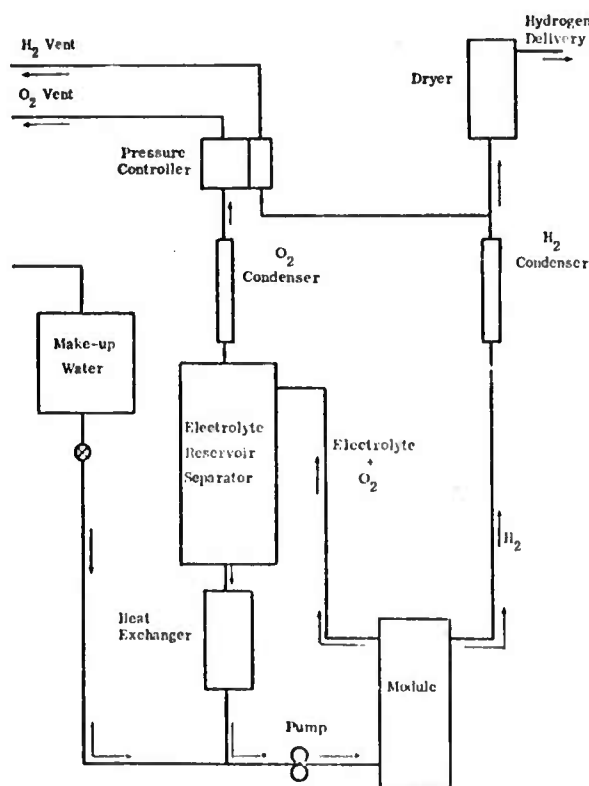 Hydrogen
Delivery
H2 Vent
Dryer
O2 Vent
Pressure
Controller
O2
Condenser
H2
Condenser
Make-up
Water
Electrolyte
Reservoir
Separator
Electrolyte
+
O2
H2
Heat
Exchanger
Module
Pump